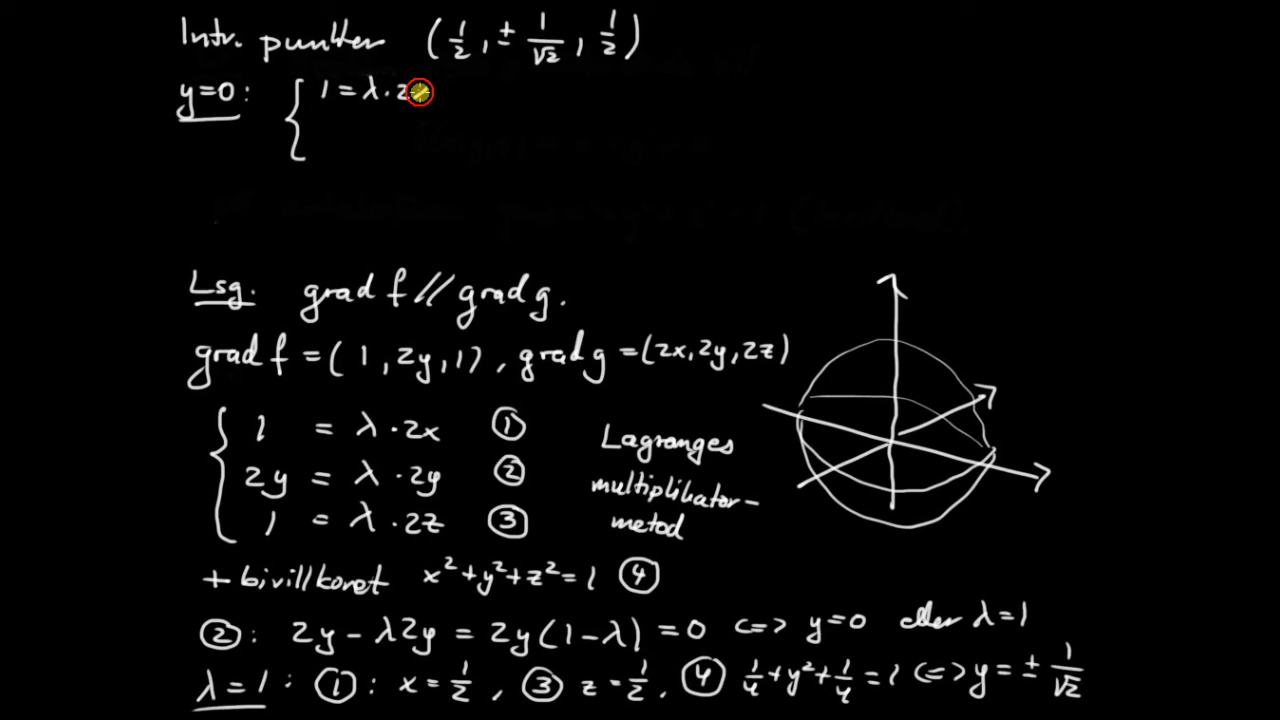 Intr. punkter (1/2, ± 1/√2, 1/2)
y=0: { 1 = λ·2
Lsg. grad f // grad g.
grad f = (1, 2y, 1), grad g = (2x, 2y, 2z)
{ 1 = λ·2x ①
2y = λ·2y ②
1 = λ·2z ③
Lagranges
multiplikator-
metod
+ bivillkoret x²+y²+z²=1 ④
②: 2y - λ2y = 2y(1-λ) = 0 <=> y=0 eller λ=1
λ=1: ①: x=1/2, ③ z=1/2, ④ 1/4+y²+1/4=1 <=> y=± 1/√2